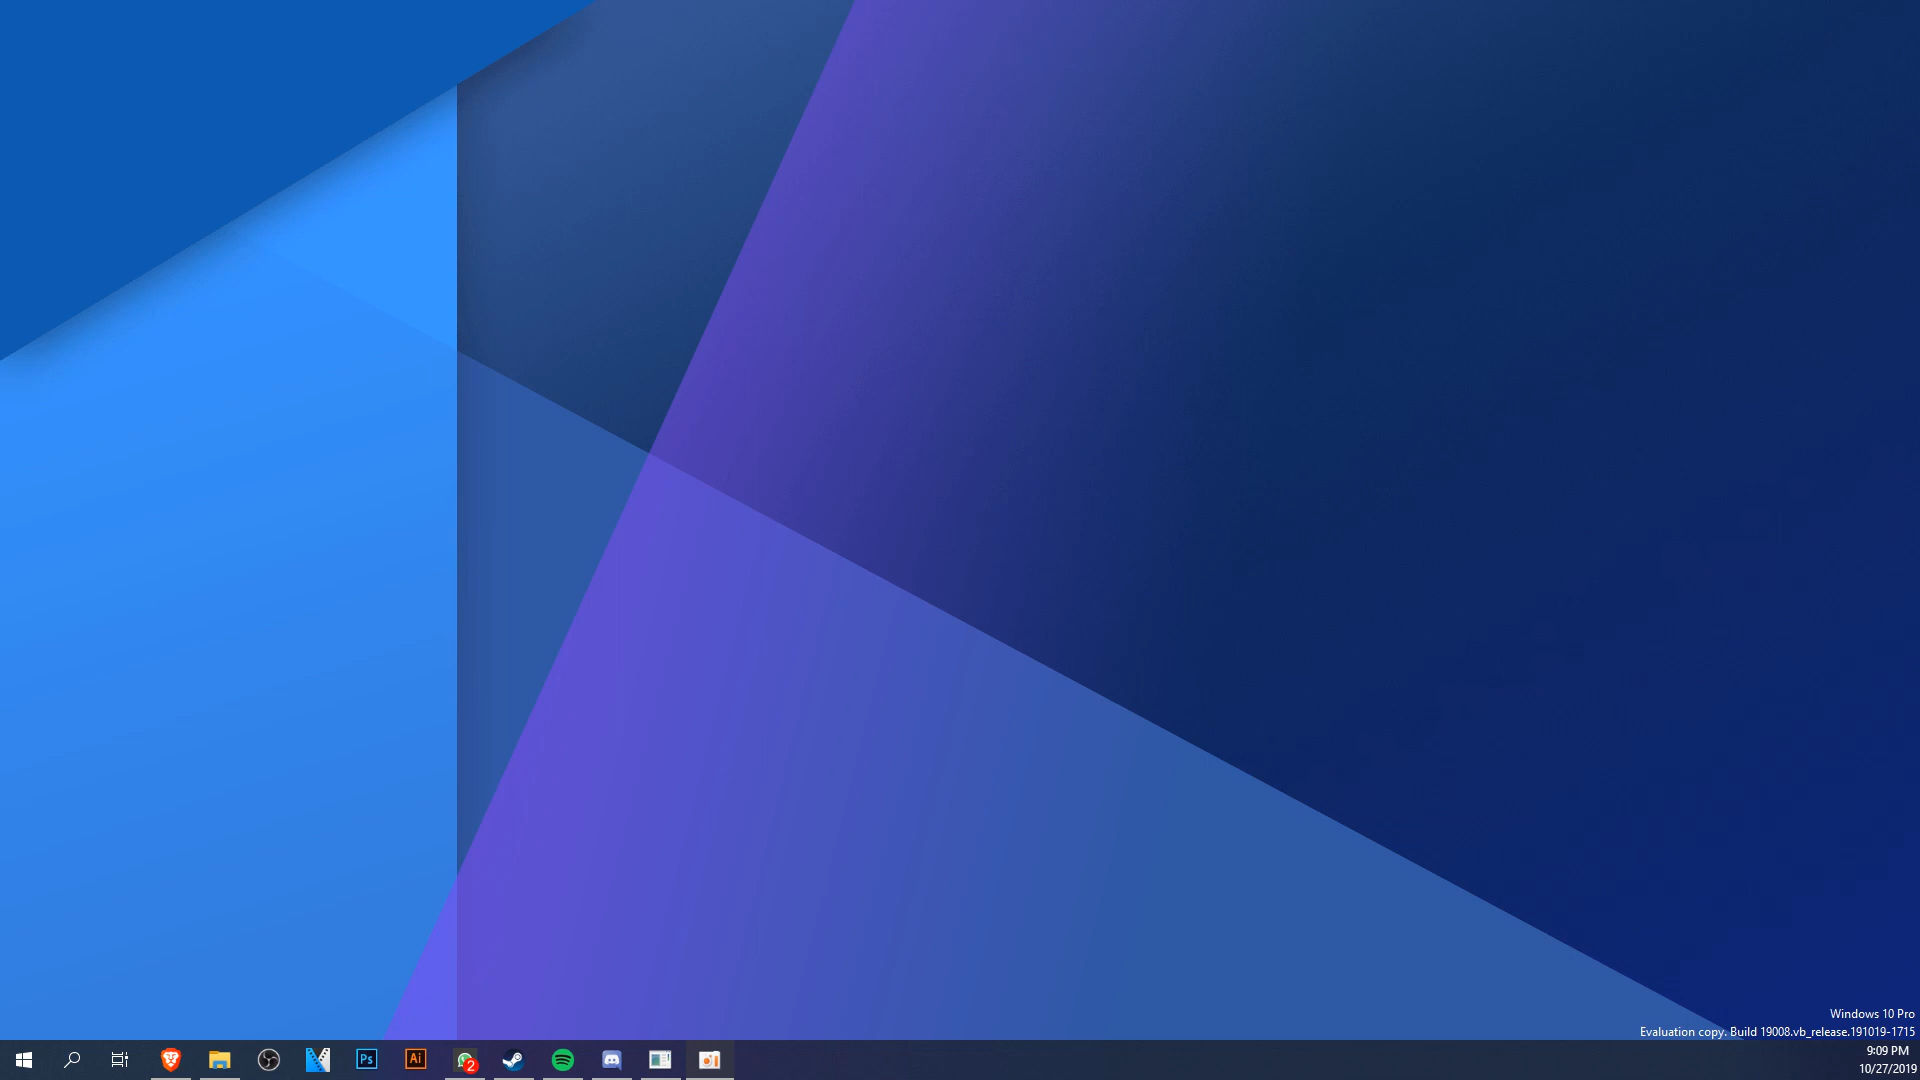 Windows 10 Pro
Evaluation copy. Build 19008.vb_release.191019-1715
Ps
Ai
2
9:09 PM
10/27/2019